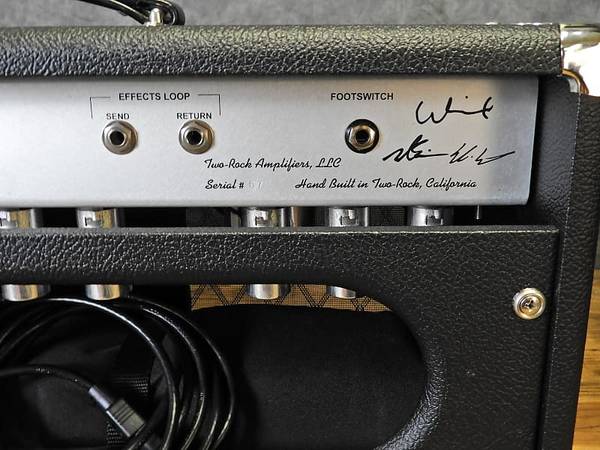 EFFECTS LOOP
SEND
RETURN
FOOTSWITCH
Two-Rock Amplifiers, LLC
Serial #
Hand Built in Two-Rock, California